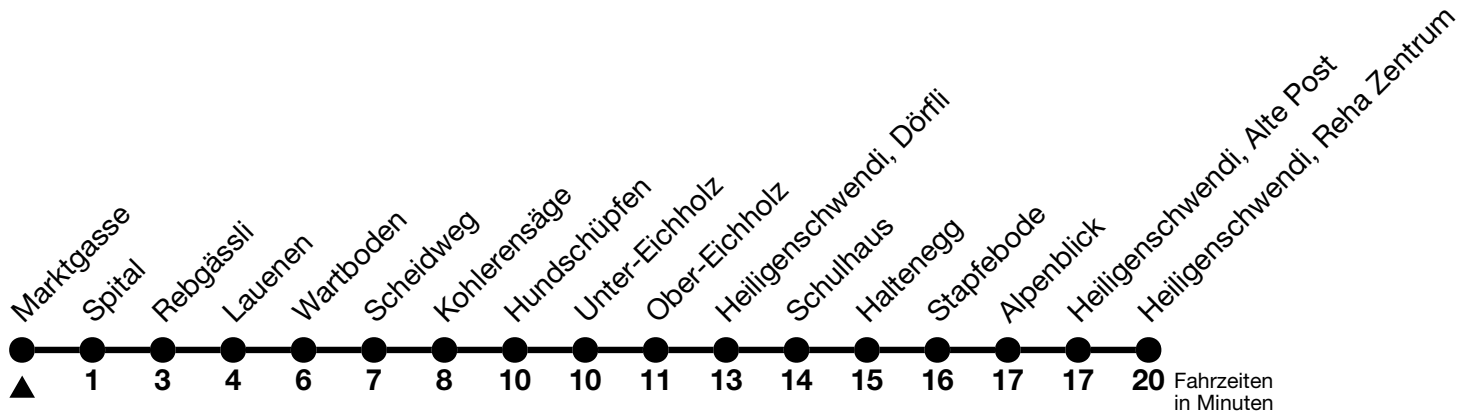 Marktgasse
Spital
Rebgässli
Lauenen
Wartboden
Scheidweg
Kohlerensäge
Hundschüpfen
Unter-Eichholz
Ober-Eichholz
Heiligenschwendi, Dörfli
Schulhaus
Haltenegg
Stapfebode
Alpenblick
Heiligenschwendi, Alte Post
Heiligenschwendi, Reha Zentrum
1 3 4 6 7 8 10 10 11 13 14 15 16 17 17 20 Fahrzeiten
in Minuten